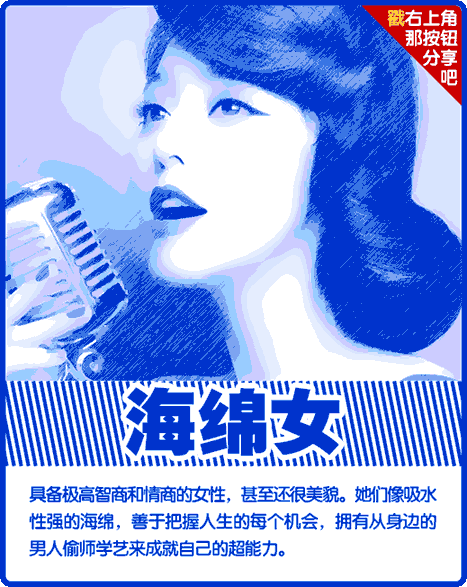 戳右上角
那按钮
分享
吧
海绵女
具备极高智商和情商的女性，甚至还很美貌。她们像吸水
性强的海绵，善于把握人生的每个机会，拥有从身边的
男人偷师学艺来成就自己的超能力。